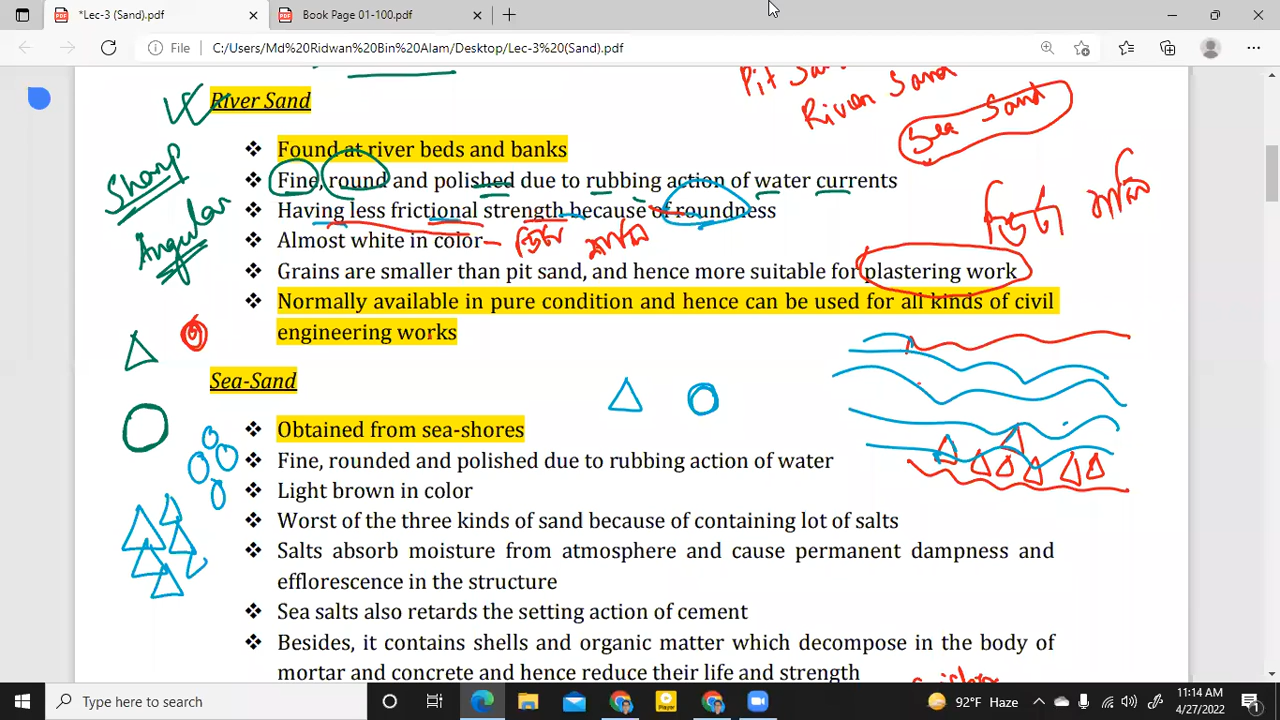 *Lec-3 (Sand).pdf
Book Page 01-100.pdf
File
C:/Users/Md%20Ridwan%20Bin%20Alam/Desktop/Lec-3%20(Sand).pdf
Pit Sand
River Sand
Sea Sand
River Sand
❖ Found at river beds and banks
❖ Fine, round and polished due to rubbing action of water currents
❖ Having less frictional strength because of roundness
❖ Almost white in color
❖ Grains are smaller than pit sand, and hence more suitable for plastering work
❖ Normally available in pure condition and hence can be used for all kinds of civil
engineering works
Sharp
Angular
Sea-Sand
❖ Obtained from sea-shores
❖ Fine, rounded and polished due to rubbing action of water
❖ Light brown in color
❖ Worst of the three kinds of sand because of containing lot of salts
❖ Salts absorb moisture from atmosphere and cause permanent dampness and
efflorescence in the structure
❖ Sea salts also retards the setting action of cement
❖ Besides, it contains shells and organic matter which decompose in the body of
mortar and concrete and hence reduce their life and strength
Type here to search
Player
92°F Haze
11:14 AM
4/27/2022